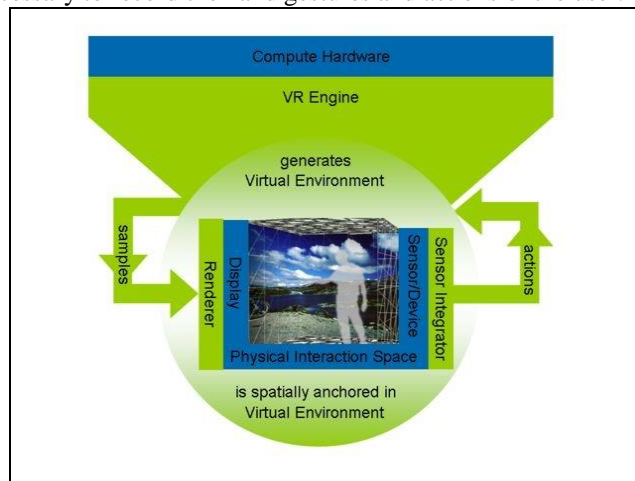 Compute Hardware
VR Engine
generates
Virtual Environment
samples
Renderer
Display
Sensor/Device
Sensor Integrator
actions
Physical Interaction Space
is spatially anchored in
Virtual Environment